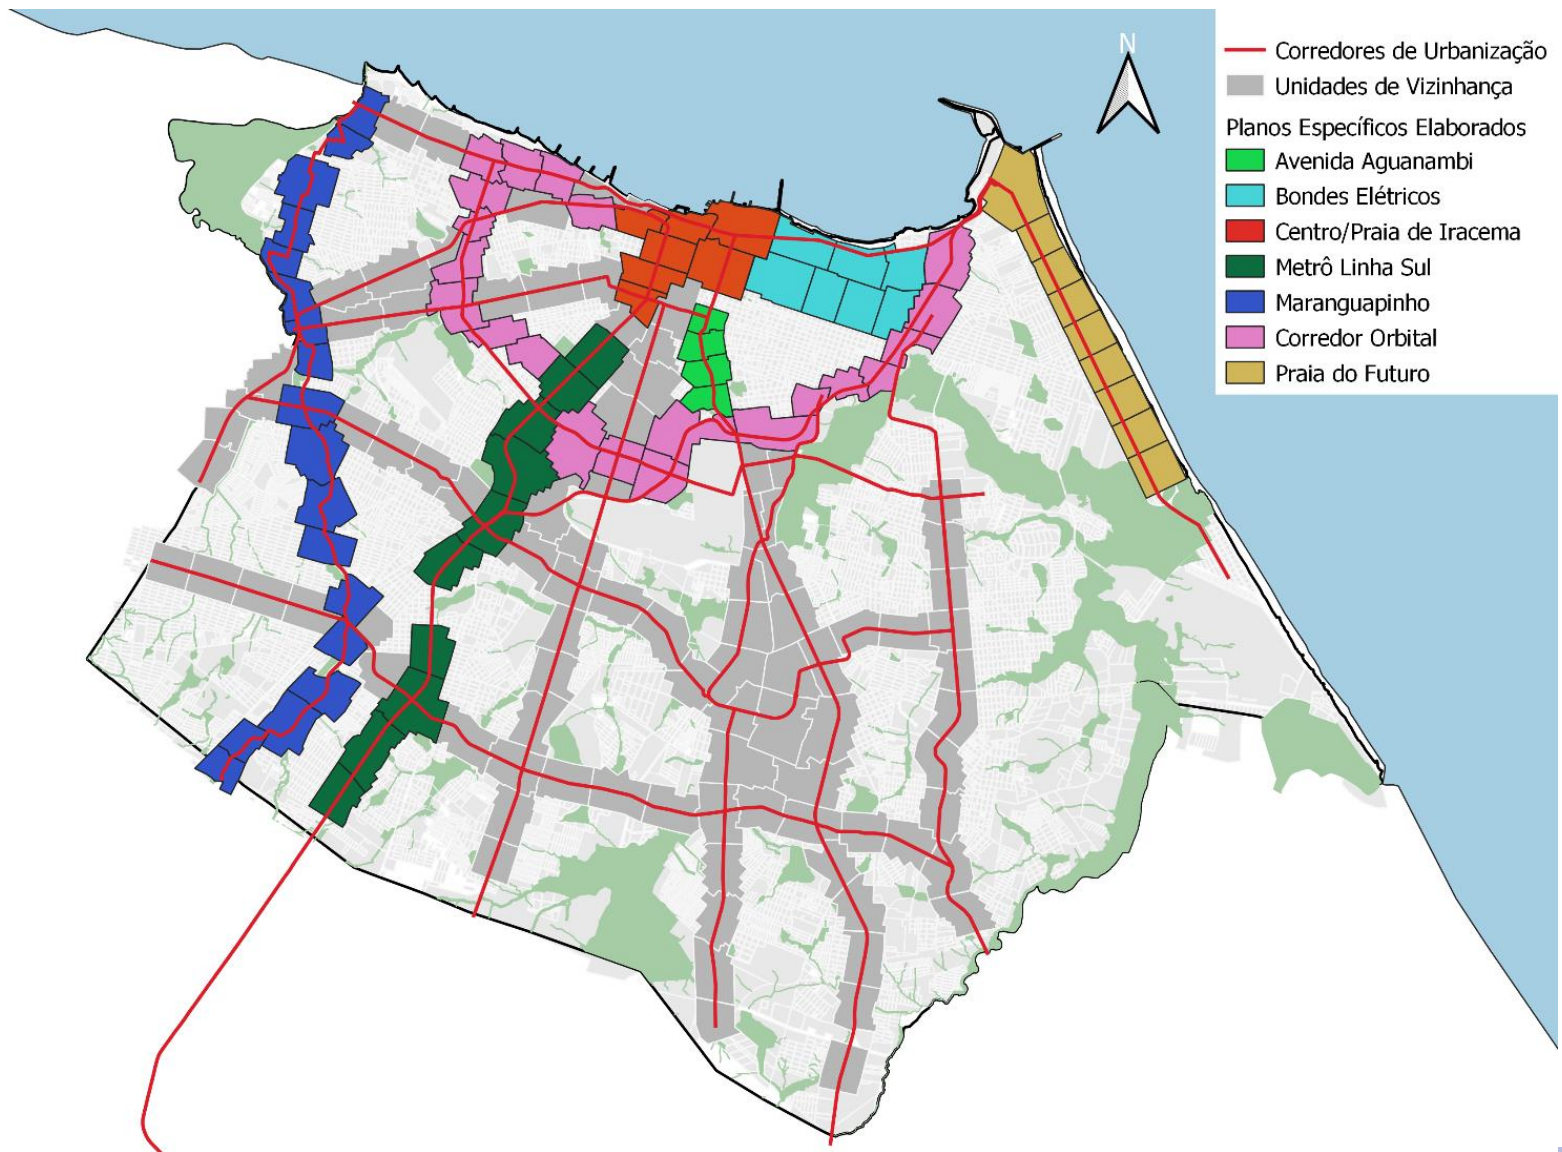 N
Corredores de Urbanização
Unidades de Vizinhança
Planos Específicos Elaborados
Avenida Aguanambi
Bondes Elétricos
Centro/Praia de Iracema
Metrô Linha Sul
Maranguapinho
Corredor Orbital
Praia do Futuro